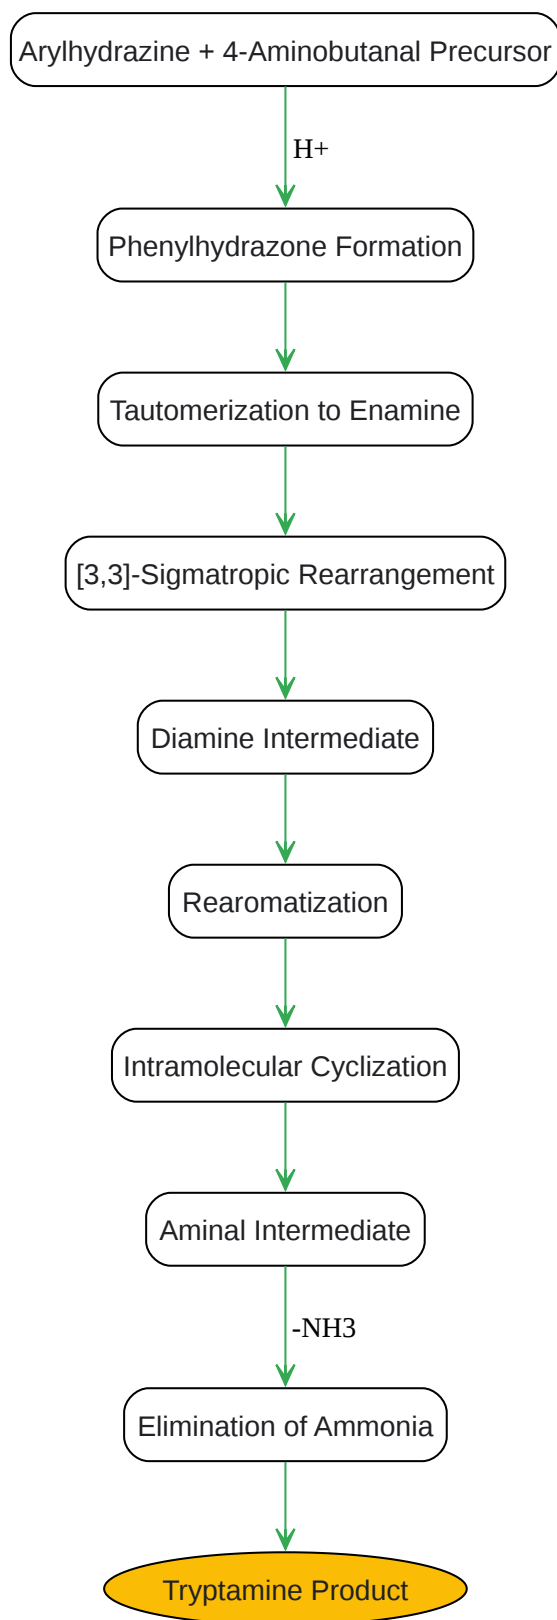 Arylhydrazine + 4-Aminobutanal Precursor
H+
Phenylhydrazone Formation
Tautomerization to Enamine
[3,3]-Sigmatropic Rearrangement
Diamine Intermediate
Rearomatization
Intramolecular Cyclization
Aminal Intermediate
-NH3
Elimination of Ammonia
Tryptamine Product